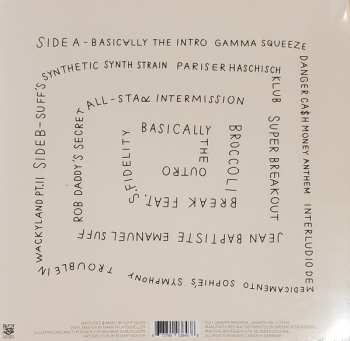 SIDE A - BASICALLY THE INTRO GAMMA SQUEEZE
DANGER CA$H MONEY ANTHEM INTERLUDIO DE
MEDICAMENTO SOPHIE'S SYMPHONY TROUBLE IN
WACKYLAND PT.II SIDE B - SUFF'S
SYNTHETIC SYNTH STRAIN PARISER HASCHISCH
KLUB SUPER BREAKOUT
JEAN BAPTISTE EMANUEL SUFF
ROB DADDY'S SECRET
ALL-STAR INTERMISSION
BROCCOLI
BREAK FEAT.
S.FIDELITY
BASICALLY
THE
OUTRO